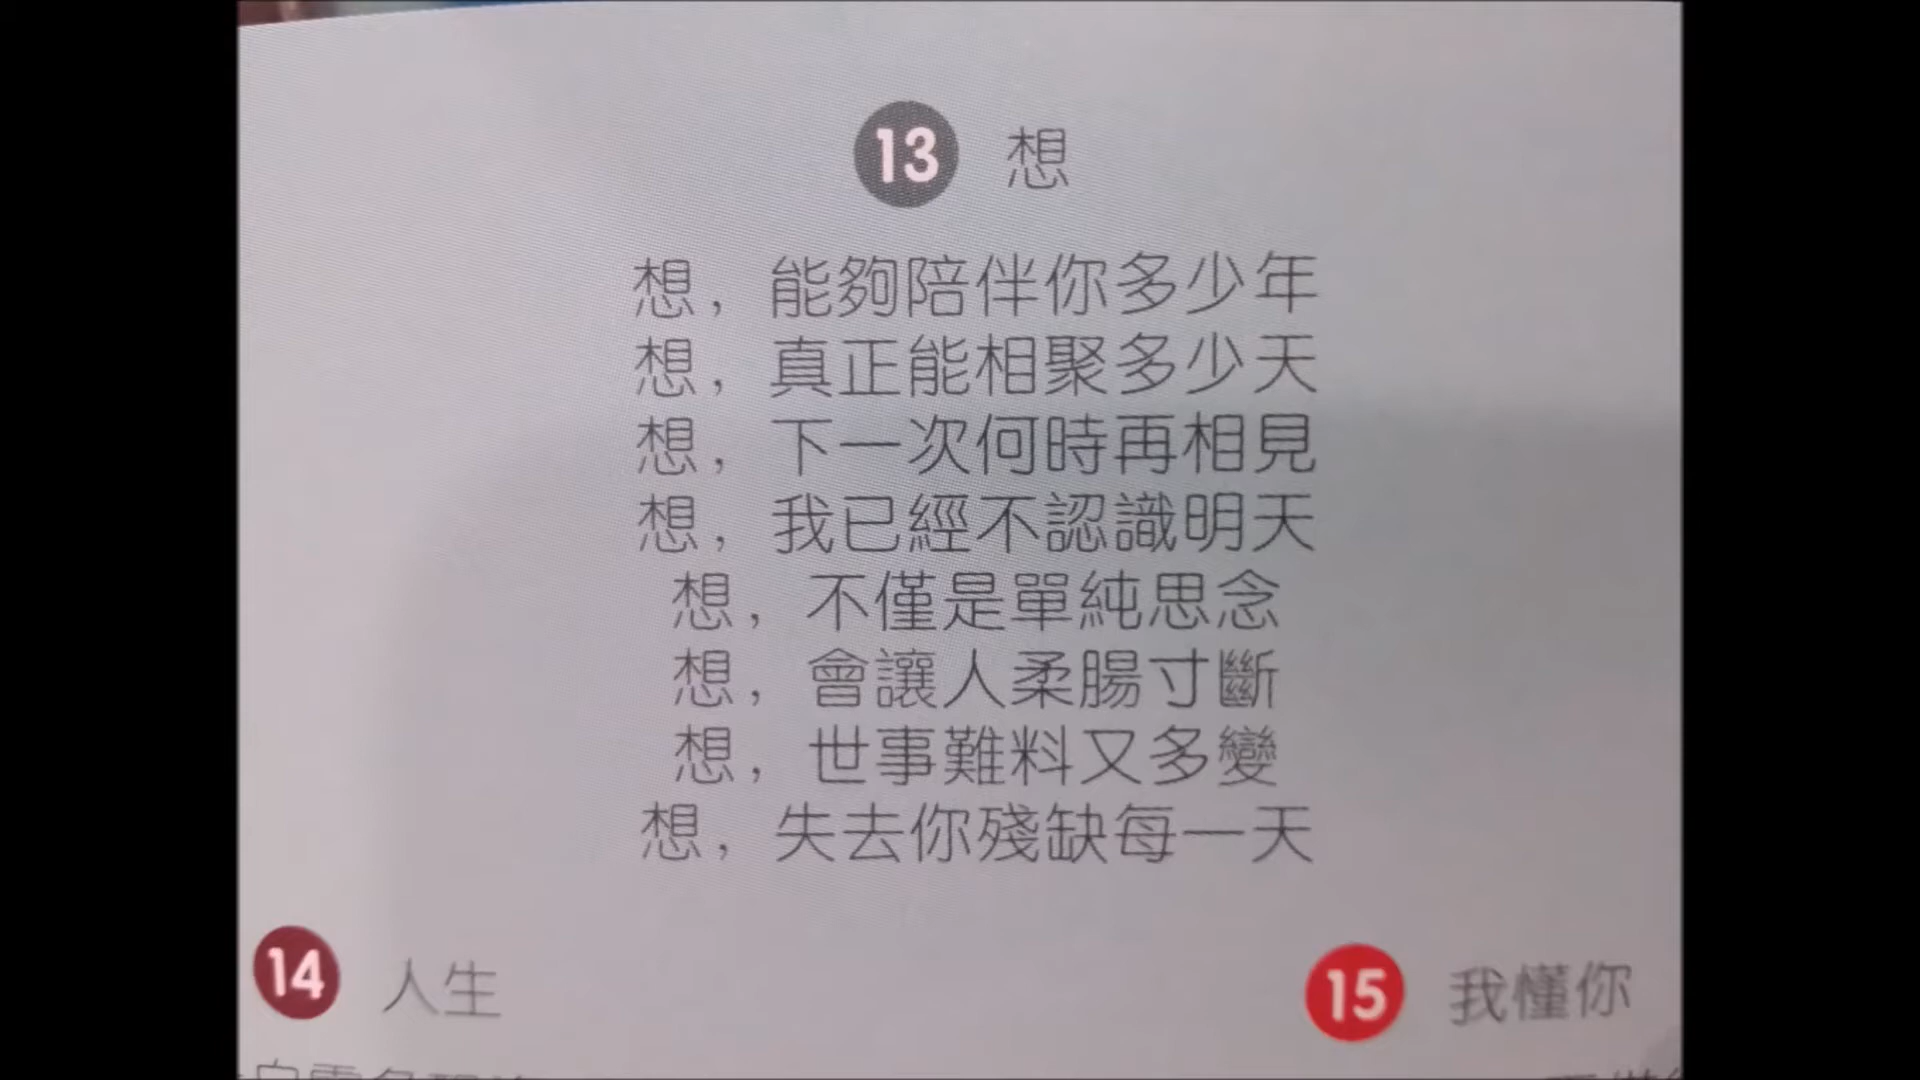 13 想
想，能夠陪伴你多少年
想，真正能相聚多少天
想，下一次何時再相見
想，我已經不認識明天
想，不僅是單純思念
想，會讓人柔腸寸斷
想，世事難料又多變
想，失去你殘缺每一天
14 人生
15 我懂你